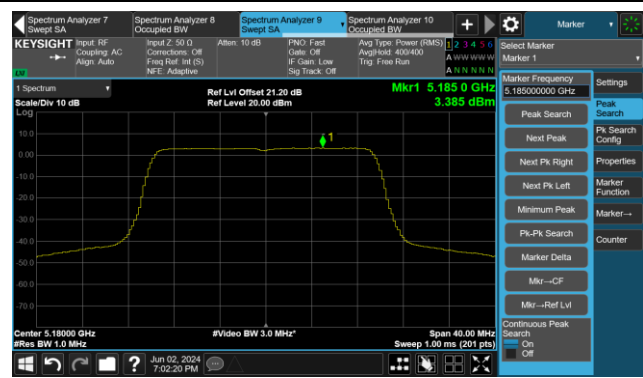 Spectrum Analyzer 7
Swept SA
Spectrum Analyzer 8
Occupied BW
Spectrum Analyzer 9
Swept SA
Spectrum Analyzer 10
Occupied BW
+
Marker
KEYSIGHT
LXI
Input: RF
Coupling: AC
Align: Auto
Input Z: 50 Ω
Corrections: Off
Freq Ref: Int (S)
NFE: Adaptive
Atten: 10 dB
PNO: Fast
Gate: Off
IF Gain: Low
Sig Track: Off
Avg Type: Power (RMS)
Avg|Hold: 400/400
Trig: Free Run
1 2 3 4 5 6
A W W W W W
A N N N N N
Select Marker
Marker 1
1 Spectrum
Scale/Div 10 dB
Log
Ref Lvl Offset 21.20 dB
Ref Level 20.00 dBm
Mkr1 5.185 0 GHz
3.385 dBm
10.0
0.00
-10.0
-20.0
-30.0
-40.0
-50.0
-60.0
-70.0
1
Center 5.18000 GHz
#Res BW 1.0 MHz
#Video BW 3.0 MHz*
Span 40.00 MHz
Sweep 1.00 ms (201 pts)
Marker Frequency
5.185000000 GHz
Peak Search
Next Peak
Next Pk Right
Next Pk Left
Minimum Peak
Pk-Pk Search
Marker Delta
Mkr→CF
Mkr→Ref Lvl
Continuous Peak
Search
On
Off
Settings
Peak
Search
Pk Search
Config
Properties
Marker
Function
Marker→
Counter
?
Jun 02, 2024
7:02:20 PM